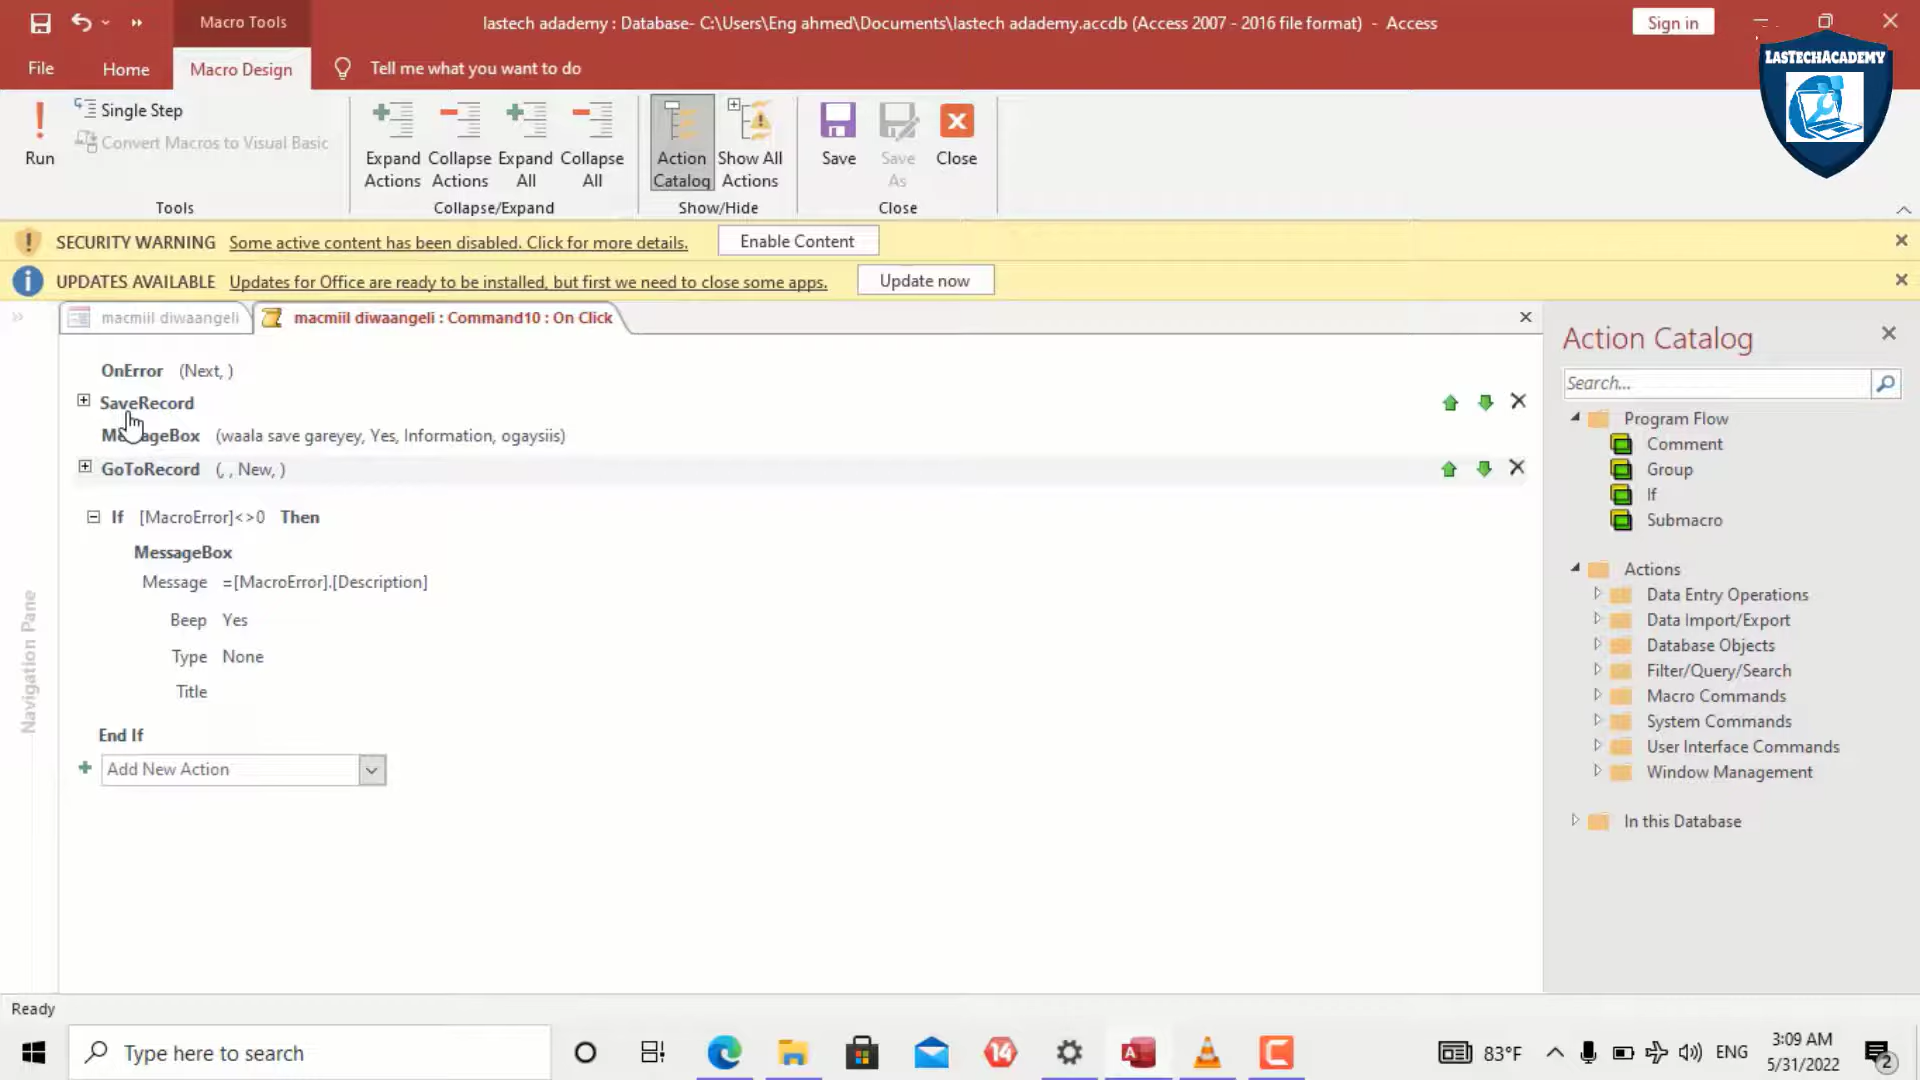 Macro Tools
lastech adademy : Database- C:\Users\Eng ahmed\Documents\lastech adademy.accdb (Access 2007 - 2016 file format) - Access
Sign in
File
Home
Macro Design
Tell me what you want to do
LASTECHACADEMY
Run
Single Step
Convert Macros to Visual Basic
Expand Actions
Collapse Actions
Expand All
Collapse All
Action Catalog
Show All Actions
Save
Save As
Close
Tools
Collapse/Expand
Show/Hide
Close
SECURITY WARNING Some active content has been disabled. Click for more details. Enable Content
UPDATES AVAILABLE Updates for Office are ready to be installed, but first we need to close some apps. Update now
macmiil diwaangeli
macmiil diwaangeli : Command10 : On Click
Navigation Pane
OnError (Next, )
SaveRecord
MessageBox (waala save gareyey, Yes, Information, ogaysiis)
GoToRecord (, , New, )
If [MacroError]<>0 Then
MessageBox
Message =[MacroError].[Description]
Beep Yes
Type None
Title
End If
Add New Action
Action Catalog
Search...
Program Flow
Comment
Group
If
Submacro
Actions
Data Entry Operations
Data Import/Export
Database Objects
Filter/Query/Search
Macro Commands
System Commands
User Interface Commands
Window Management
In this Database
Ready
Type here to search
14
83°F
ENG
3:09 AM
5/31/2022
2